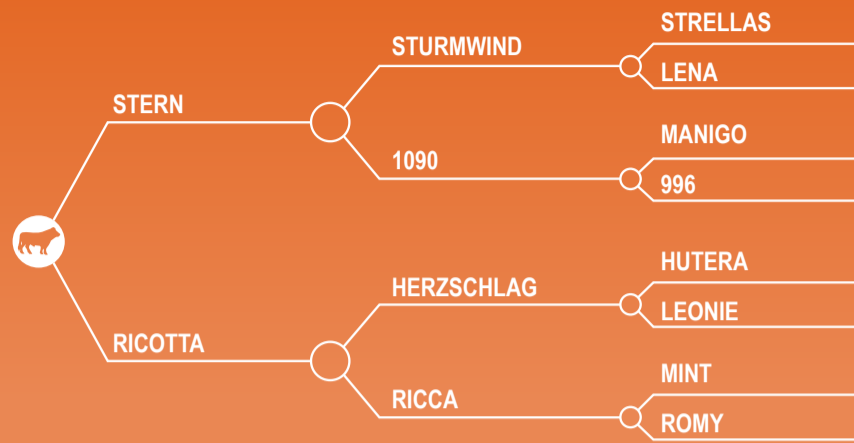 STRELLAS
STURMWIND
LENA
STERN
MANIGO
1090
996
HUTERA
HERZSCHLAG
LEONIE
RICOTTA
MINT
RICCA
ROMY